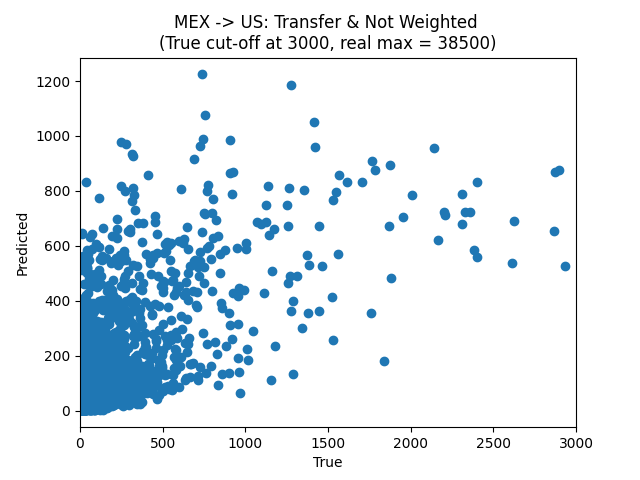 MEX -> US: Transfer & Not Weighted
(True cut-off at 3000, real max = 38500)
1200
1000
800
600
400
200
0
Predicted
0 500 1000 1500 2000 2500 3000
True